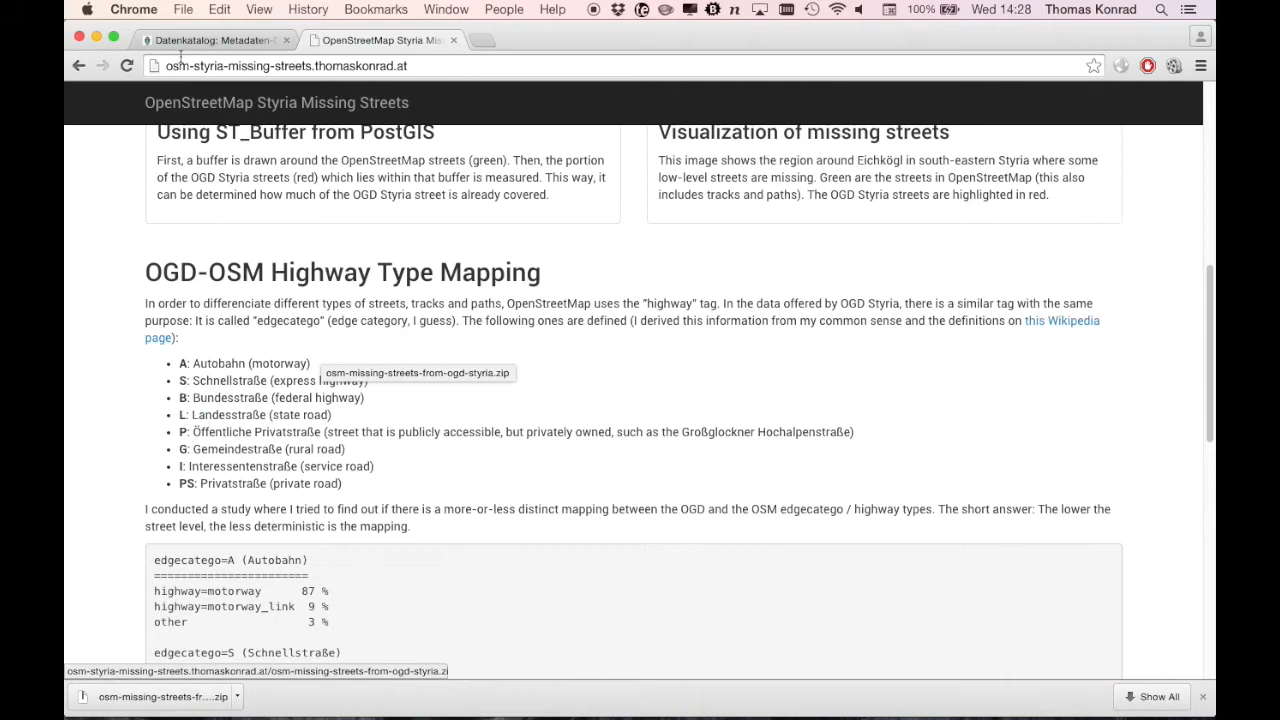 Chrome File Edit View History Bookmarks Window People Help 100% Wed 14:28 Thomas Konrad
Datenkatalog: Metadaten- OpenStreetMap Styria Mis
osm-styria-missing-streets.thomaskonrad.at
OpenStreetMap Styria Missing Streets
Using ST_Buffer from PostGIS
First, a buffer is drawn around the OpenStreetMap streets (green). Then, the portion
of the OGD Styria streets (red) which lies within that buffer is measured. This way, it
can be determined how much of the OGD Styria street is already covered.
Visualization of missing streets
This image shows the region around Eichkögl in south-eastern Styria where some
low-level streets are missing. Green are the streets in OpenStreetMap (this also
includes tracks and paths). The OGD Styria streets are highlighted in red.
OGD-OSM Highway Type Mapping
In order to differenciate different types of streets, tracks and paths, OpenStreetMap uses the "highway" tag. In the data offered by OGD Styria, there is a similar tag with the same
purpose: It is called "edgecatego" (edge category, I guess). The following ones are defined (I derived this information from my common sense and the definitions on this Wikipedia
page):
• A: Autobahn (motorway)
osm-missing-streets-from-ogd-styria.zip
• S: Schnellstraße (express highway)
• B: Bundesstraße (federal highway)
• L: Landesstraße (state road)
• P: Öffentliche Privatstraße (street that is publicly accessible, but privately owned, such as the Großglockner Hochalpenstraße)
• G: Gemeindestraße (rural road)
• I: Interessentenstraße (service road)
• PS: Privatstraße (private road)
I conducted a study where I tried to find out if there is a more-or-less distinct mapping between the OGD and the OSM edgecatego / highway types. The short answer: The lower the
street level, the less deterministic is the mapping.
edgecatego=A (Autobahn)
======================
highway=motorway 87 %
highway=motorway_link 9 %
other 3 %
edgecatego=S (Schnellstraße)
osm-styria-missing-streets.thomaskonrad.at/osm-missing-streets-from-ogd-styria.zi
osm-missing-streets-fr....zip Show All